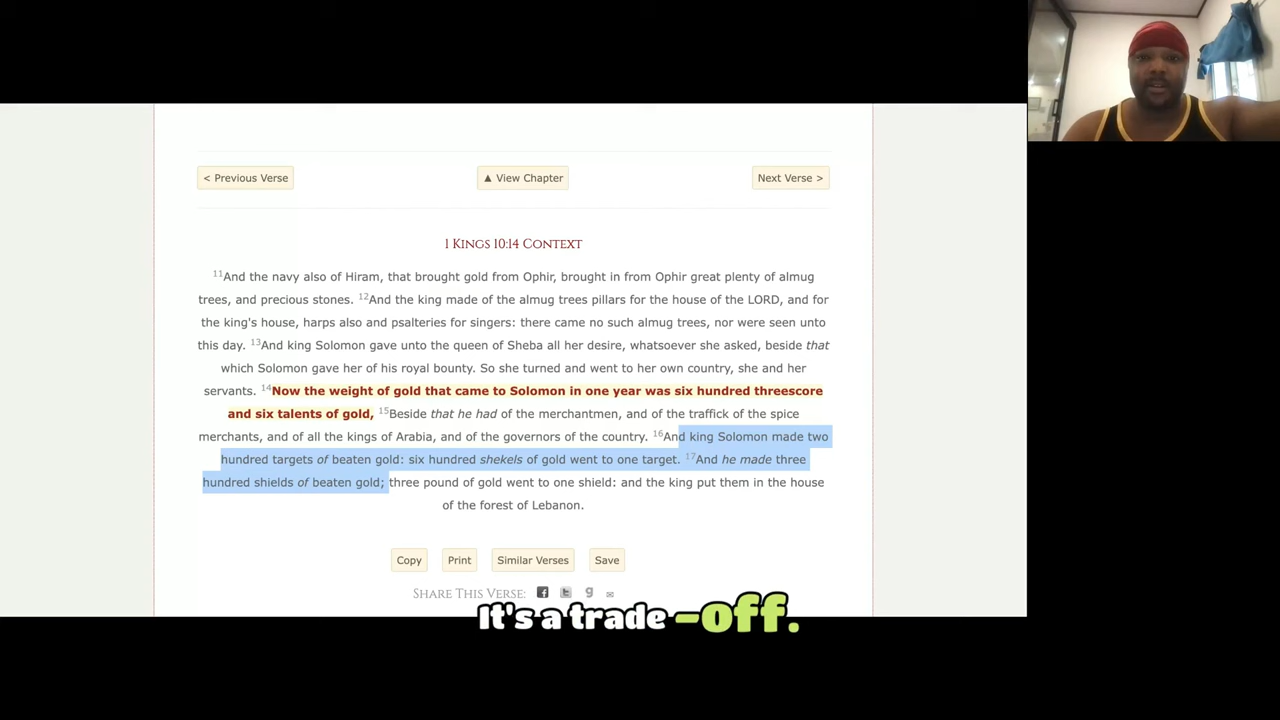 < Previous Verse
▲ View Chapter
Next Verse >
1 Kings 10:14 Context
11And the navy also of Hiram, that brought gold from Ophir, brought in from Ophir great plenty of almug
trees, and precious stones. 12And the king made of the almug trees pillars for the house of the LORD, and for
the king's house, harps also and psalteries for singers: there came no such almug trees, nor were seen unto
this day. 13And king Solomon gave unto the queen of Sheba all her desire, whatsoever she asked, beside that
which Solomon gave her of his royal bounty. So she turned and went to her own country, she and her
servants. 14Now the weight of gold that came to Solomon in one year was six hundred threescore
and six talents of gold, 15Beside that he had of the merchantmen, and of the traffick of the spice
merchants, and of all the kings of Arabia, and of the governors of the country. 16And king Solomon made two
hundred targets of beaten gold: six hundred shekels of gold went to one target. 17And he made three
hundred shields of beaten gold; three pound of gold went to one shield: and the king put them in the house
of the forest of Lebanon.
Copy
Print
Similar Verses
Save
Share This Verse:
It's a trade -off.